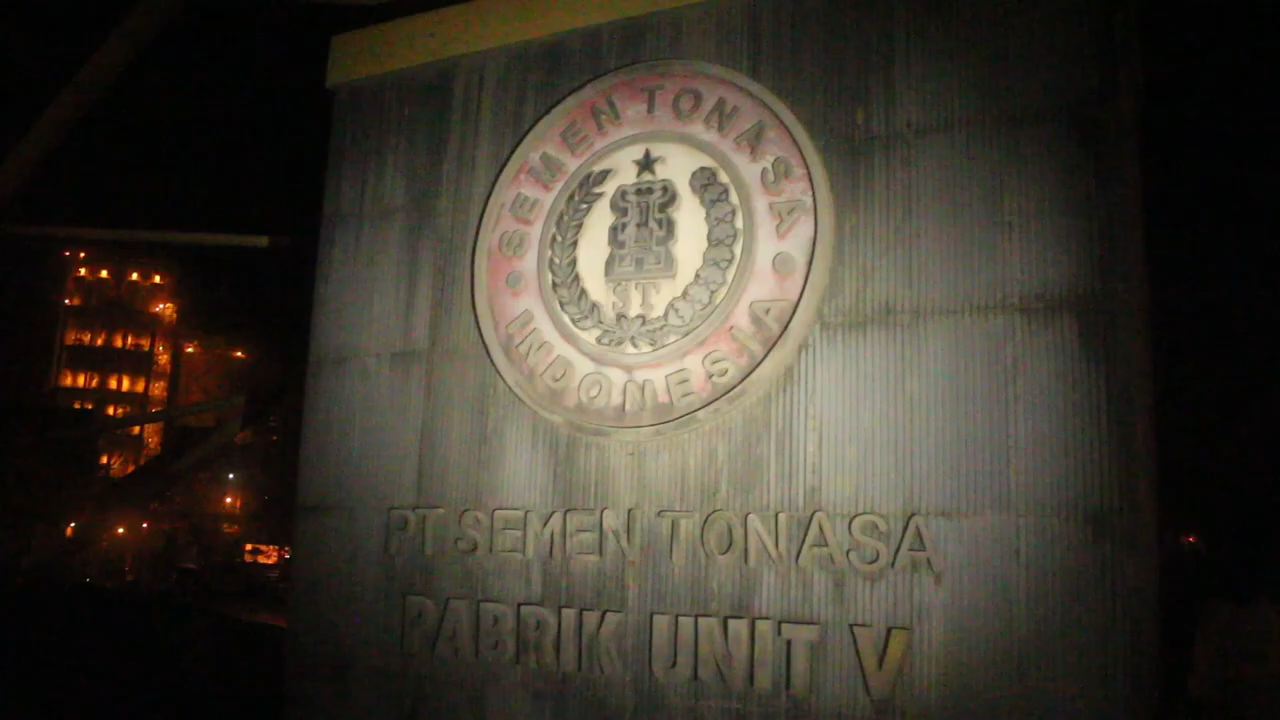 SEMEN TONASA
ST
INDONESIA
PT SEMEN TONASA
PABRIK UNIT V